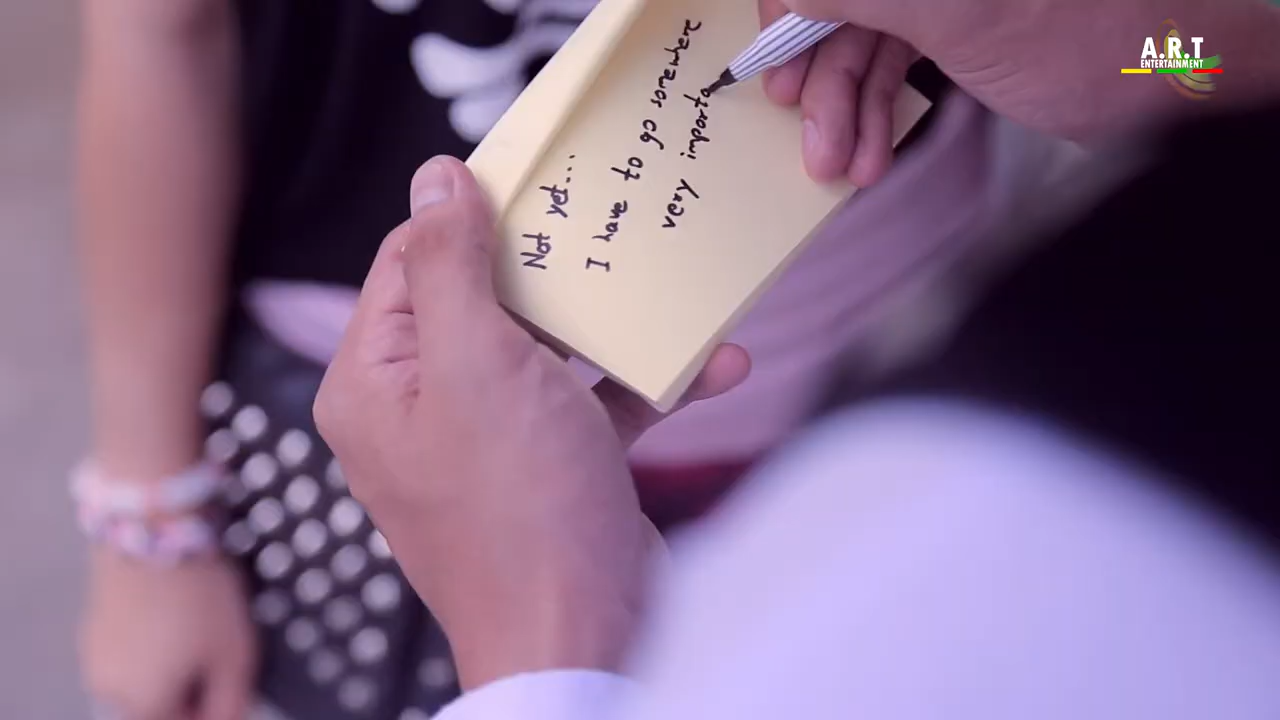 Not yet...
I have to go somewhere
very importa
A.R.T
ENTERTAINMENT